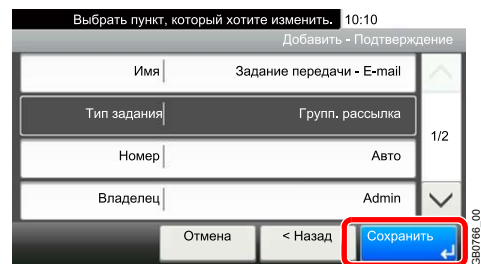 Выбрать пункт, который хотите изменить. 10:10
Добавить - Подтверждение
Имя Задание передачи - E-mail
Тип задания Групп. рассылка
1/2
Номер Авто
Владелец Admin
Отмена < Назад Сохранить
GB0766_00